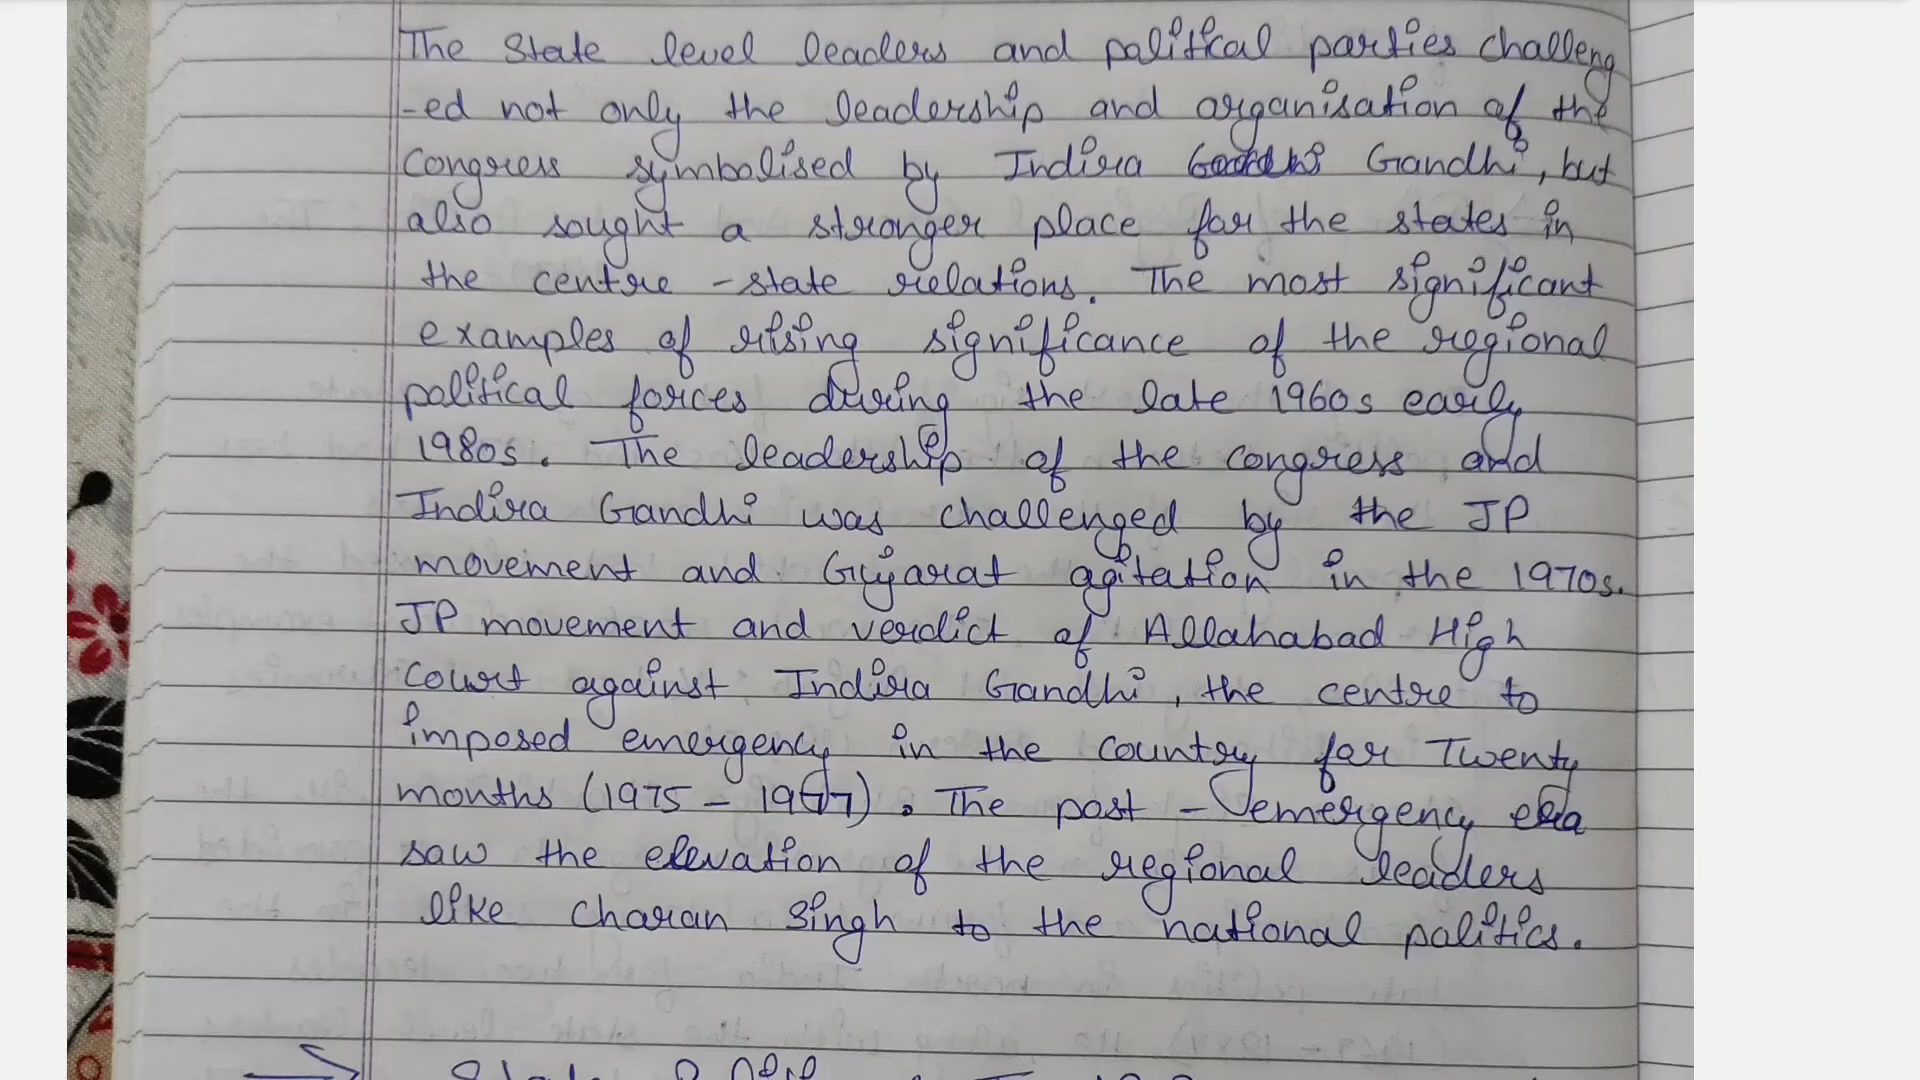 The State level leaders and political parties challeng
-ed not only the leadership and organisation of the
Congress symbolised by Indira Gandhi, but
also sought a stronger place for the states in
the centre - state relations. The most significant
examples of rising significance of the regional
political forces during the late 1960s early
1980s. The leadership of the congress and
Indira Gandhi was challenged by the JP
movement and Gujarat agitation in the 1970s.
JP movement and verdict of Allahabad High
Court against Indira Gandhi, the centre to
imposed emergency in the country for Twenty
months (1975 - 1977). The post - emergency era
saw the elevation of the regional leaders
like Charan Singh to the national politics.